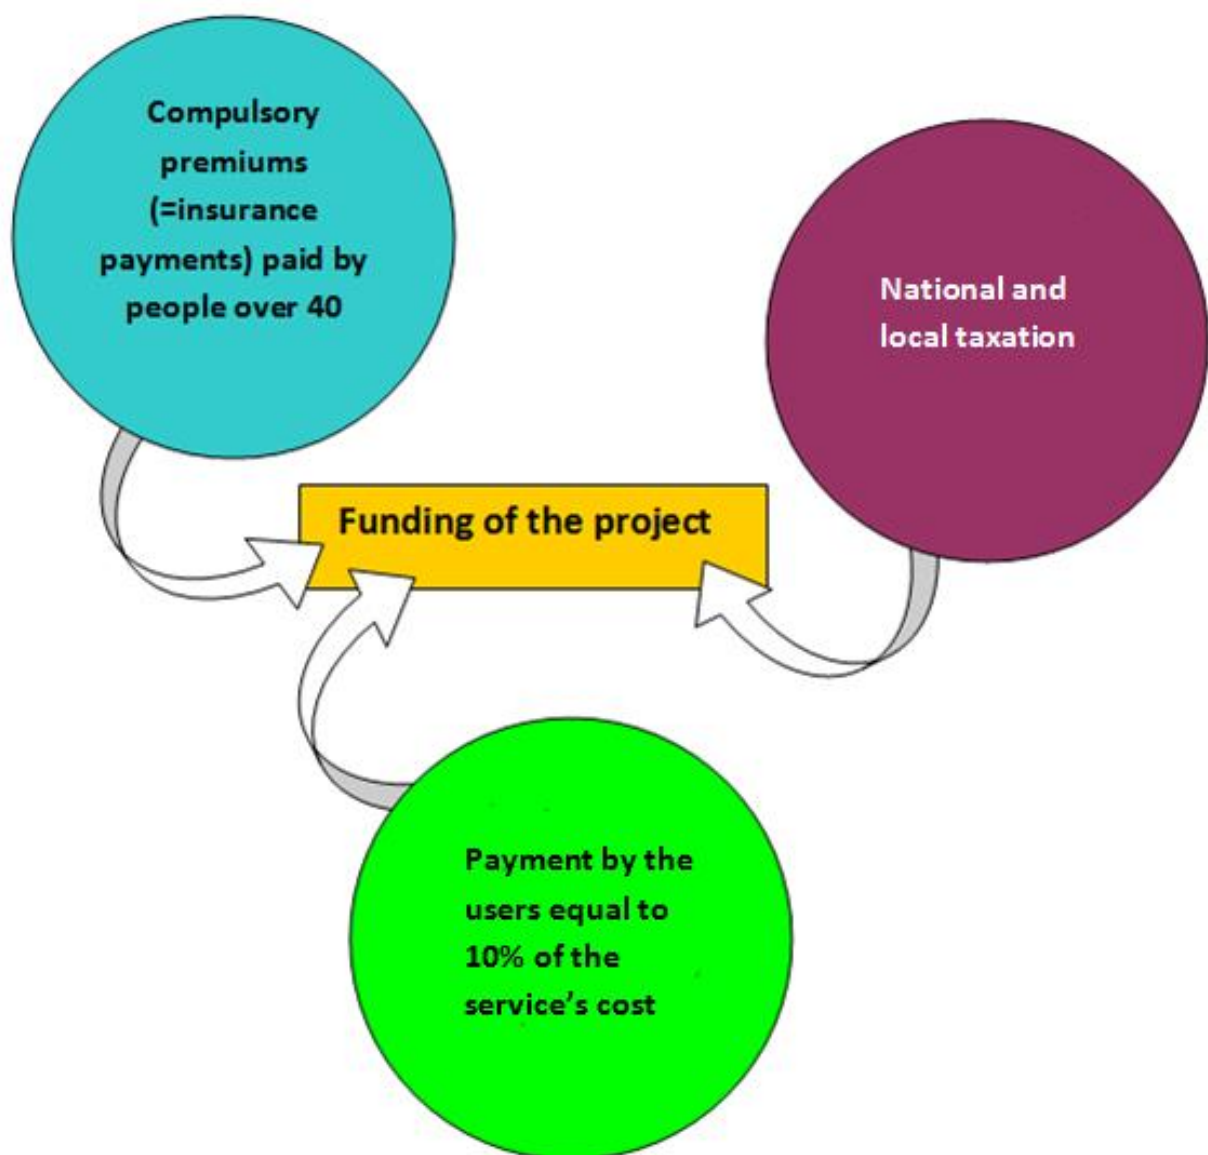 Compulsory
premiums
(=insurance
payments) paid by
people over 40
National and
local taxation
Funding of the project
Payment by the
users equal to
10% of the
service’s cost